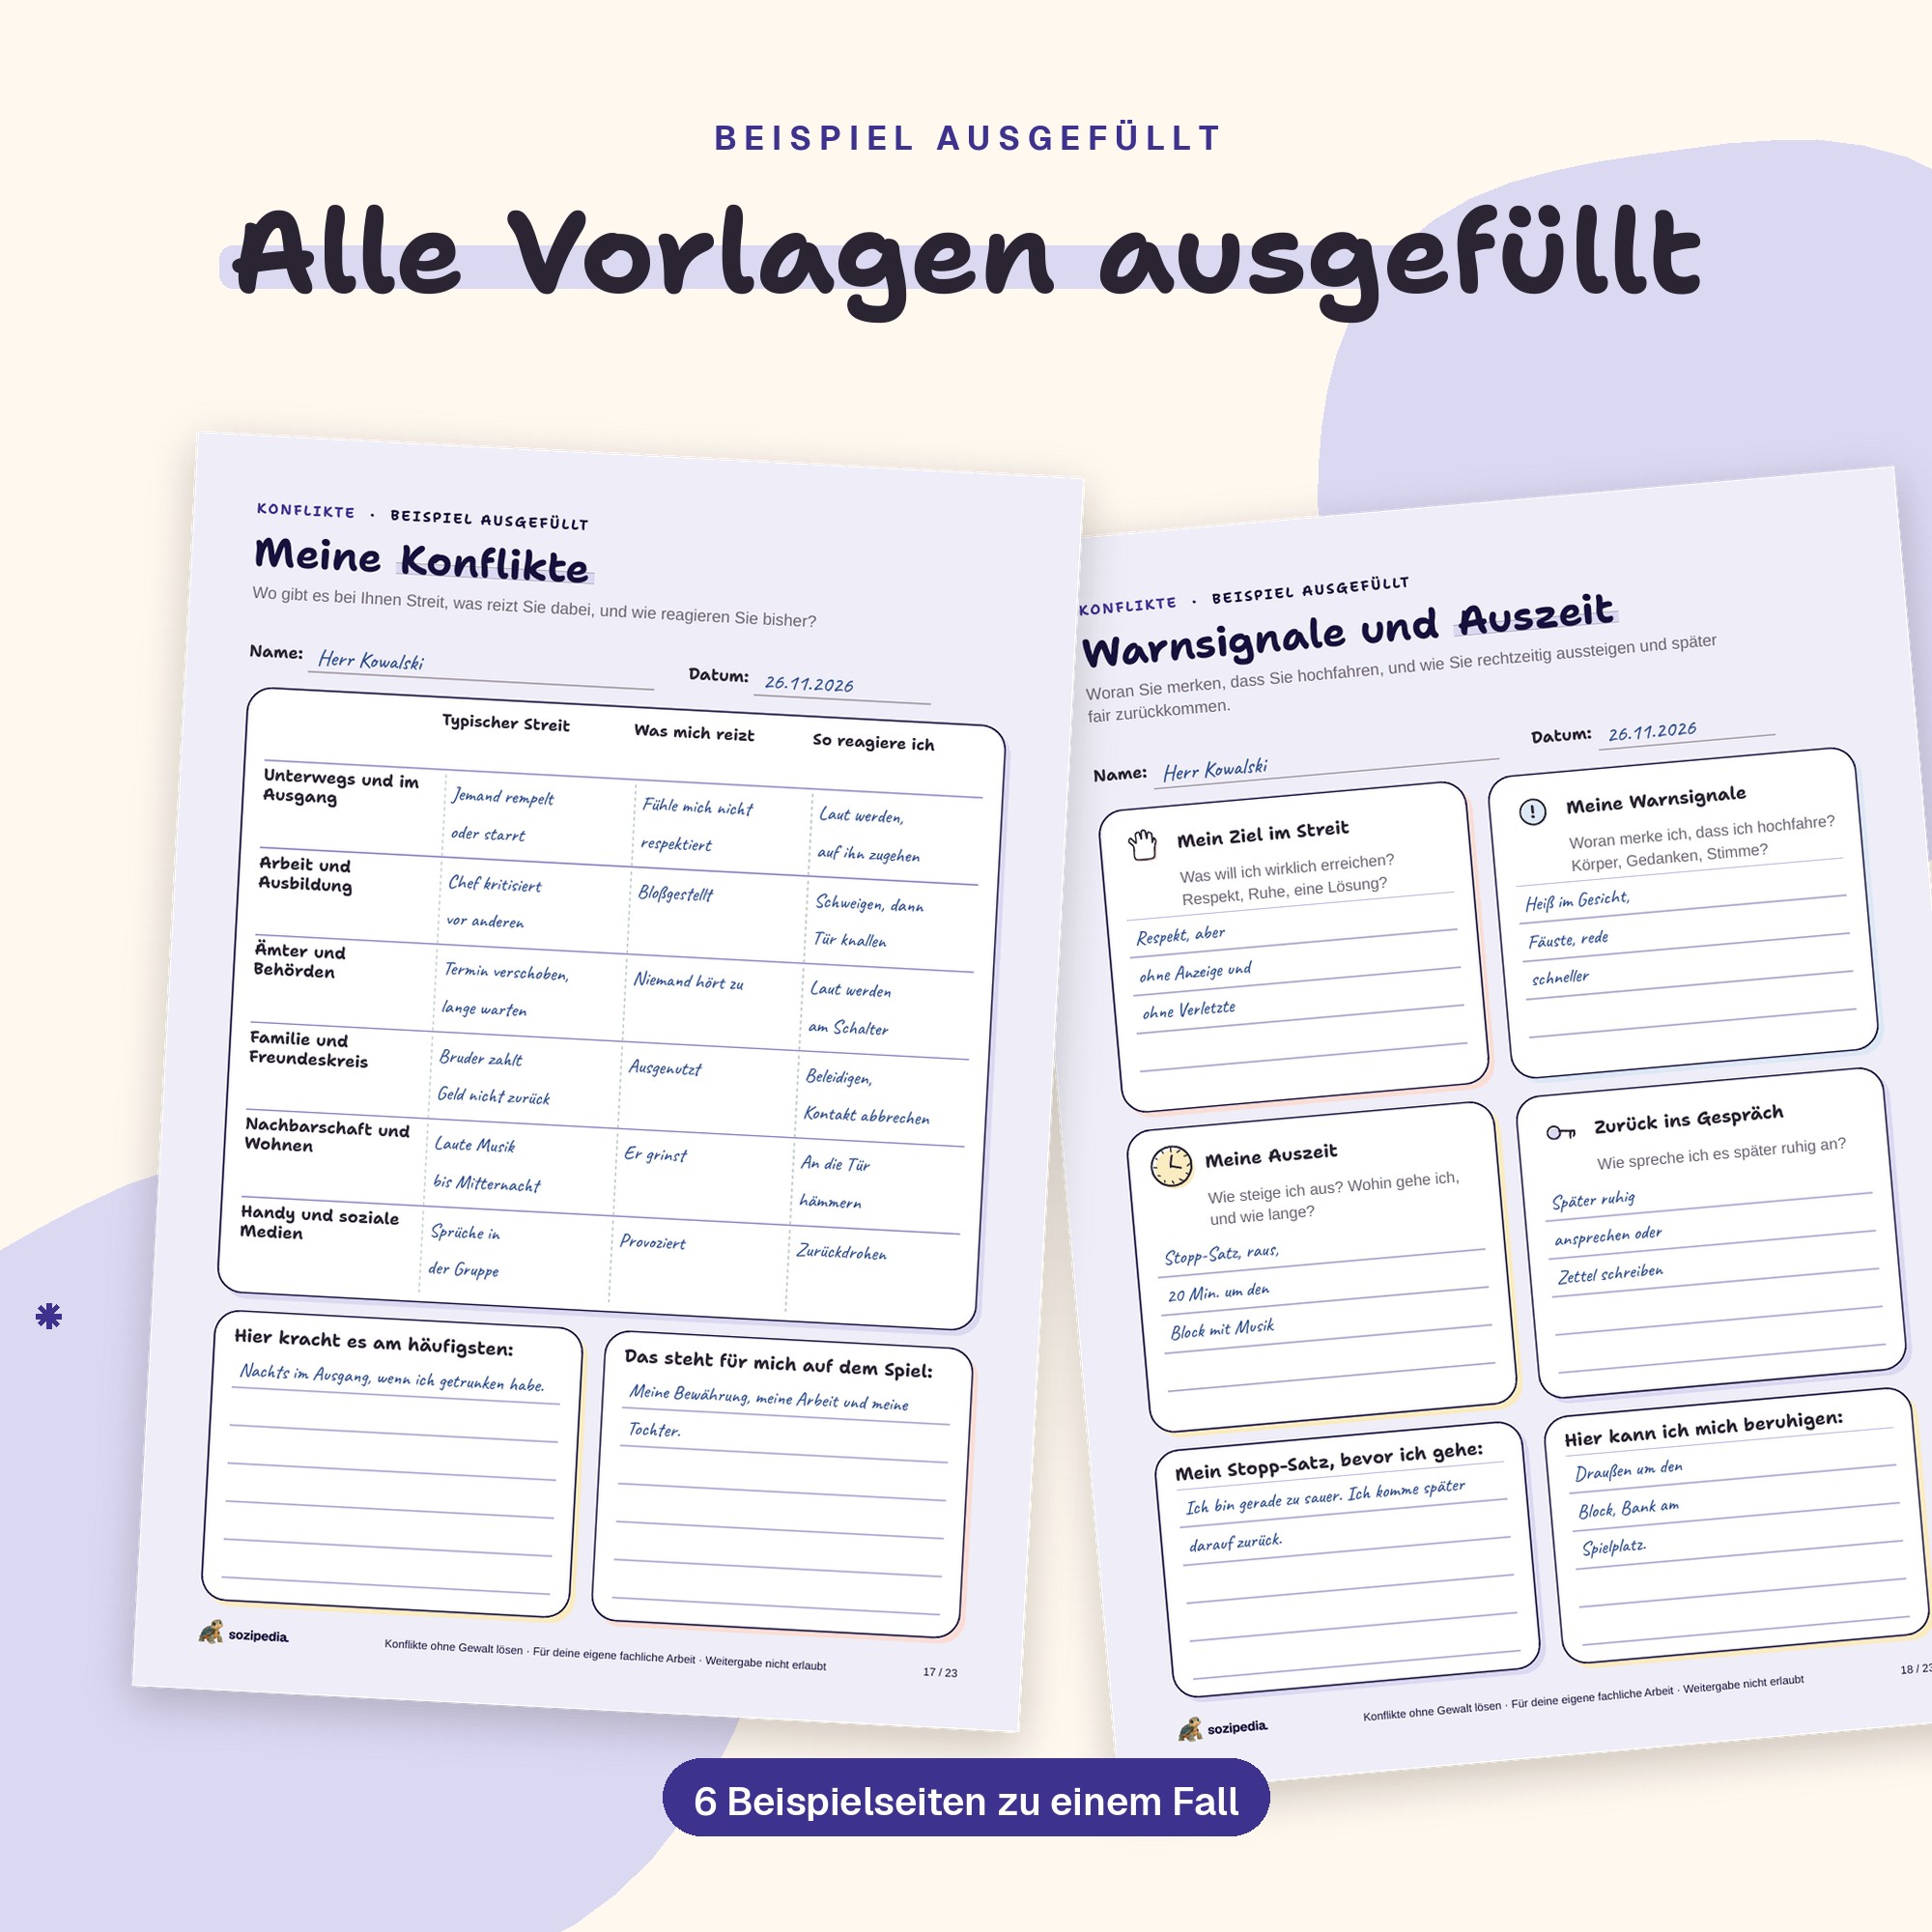 BEISPIEL AUSGEFÜLLT
Alle Vorlagen ausgefüllt
KONFLIKTE · BEISPIEL AUSGEFÜLLT
Meine Konflikte
Wo gibt es bei Ihnen Streit, was reizt Sie dabei, und wie reagieren Sie bisher?
Name: Herr Kowalski Datum: 26.11.2026
Typischer Streit Was mich reizt So reagiere ich
Unterwegs und im
Ausgang
Jemand rempelt
oder starrt
Fühle mich nicht
respektiert
Laut werden,
auf ihn zugehen
Arbeit und
Ausbildung
Chef kritisiert
vor anderen
Bloßgestellt
Schweigen, dann
Tür knallen
Ämter und
Behörden
Termin verschoben,
lange warten
Niemand hört zu
Laut werden
am Schalter
Familie und
Freundeskreis
Bruder zahlt
Geld nicht zurück
Ausgenutzt
Beleidigen,
Kontakt abbrechen
Nachbarschaft und
Wohnen
Laute Musik
bis Mitternacht
Er grinst
An die Tür
hämmern
Handy und soziale
Medien
Sprüche in
der Gruppe
Provoziert
Zurückdrohen
Hier kracht es am häufigsten:
Nachts im Ausgang, wenn ich getrunken habe.
Das steht für mich auf dem Spiel:
Meine Bewährung, meine Arbeit und meine
Tochter.
sozipedia.
Konflikte ohne Gewalt lösen · Für deine eigene fachliche Arbeit · Weitergabe nicht erlaubt
17 / 23
KONFLIKTE · BEISPIEL AUSGEFÜLLT
Warnsignale und Auszeit
Woran Sie merken, dass Sie hochfahren, und wie Sie rechtzeitig aussteigen und später
fair zurückkommen.
Name: Herr Kowalski Datum: 26.11.2026
Mein Ziel im Streit
Was will ich wirklich erreichen?
Respekt, Ruhe, eine Lösung?
Respekt, aber
ohne Anzeige und
ohne Verletzte
!
Meine Warnsignale
Woran merke ich, dass ich hochfahre?
Körper, Gedanken, Stimme?
Heiß im Gesicht,
Fäuste, rede
schneller
Meine Auszeit
Wie steige ich aus? Wohin gehe ich,
und wie lange?
Stopp-Satz, raus,
20 Min. um den
Block mit Musik
Zurück ins Gespräch
Wie spreche ich es später ruhig an?
Später ruhig
ansprechen oder
Zettel schreiben
Mein Stopp-Satz, bevor ich gehe:
Ich bin gerade zu sauer. Ich komme später
darauf zurück.
Hier kann ich mich beruhigen:
Draußen um den
Block, Bank am
Spielplatz.
sozipedia.
Konflikte ohne Gewalt lösen · Für deine eigene fachliche Arbeit · Weitergabe nicht erlaubt
18 / 23
6 Beispielseiten zu einem Fall